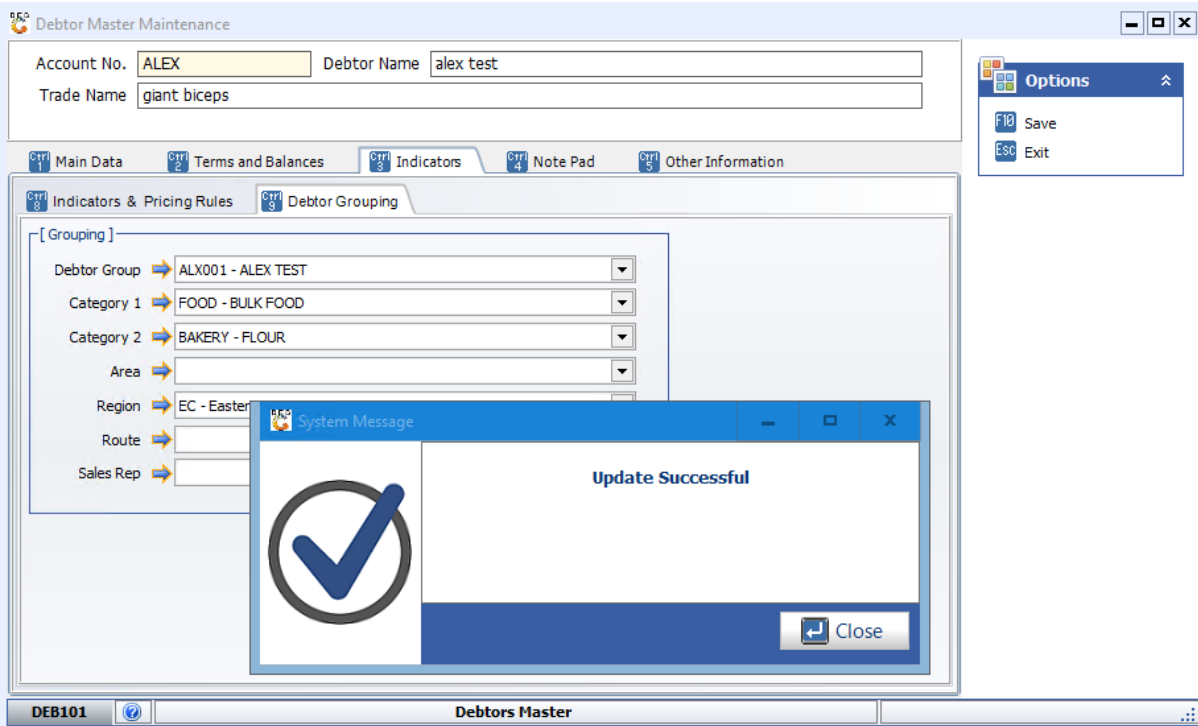 Debtor Master Maintenance
Account No. ALEX Debtor Name alex test
Trade Name giant biceps
Options
F10 Save
Esc Exit
Ctrl 1 Main Data Ctrl 2 Terms and Balances Ctrl 3 Indicators Ctrl 4 Note Pad Ctrl 5 Other Information
Ctrl 8 Indicators & Pricing Rules Ctrl 9 Debtor Grouping
[ Grouping ]
Debtor Group ALX001 - ALEX TEST
Category 1 FOOD - BULK FOOD
Category 2 BAKERY - FLOUR
Area
Region EC - Easter
Route
Sales Rep
System Message
Update Successful
Close
DEB101 Debtors Master